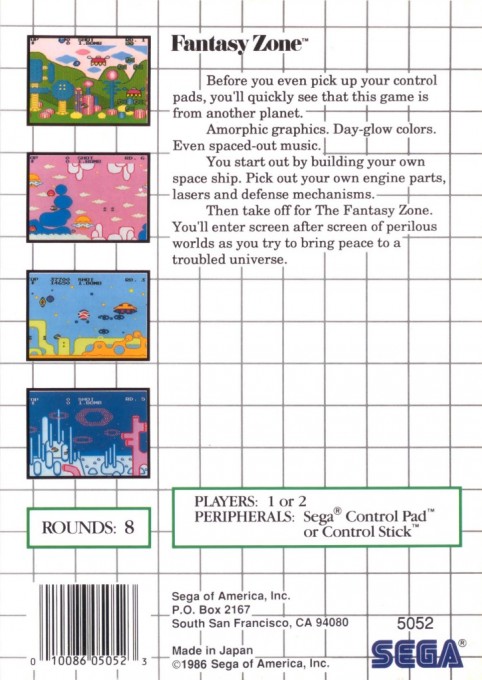 Fantasy Zone™
Before you even pick up your control
pads, you'll quickly see that this game is
from another planet.
Amorphic graphics. Day-glow colors.
Even spaced-out music.
You start out by building your own
space ship. Pick out your own engine parts,
lasers and defense mechanisms.
Then take off for The Fantasy Zone.
You'll enter screen after screen of perilous
worlds as you try to bring peace to a
troubled universe.
ROUNDS: 8
PLAYERS: 1 or 2
PERIPHERALS: Sega® Control Pad™
or Control Stick™
0 10086 05052 3
Sega of America, Inc.
P.O. Box 2167
South San Francisco, CA 94080
5052
Made in Japan
©1986 Sega of America, Inc.
SEGA®